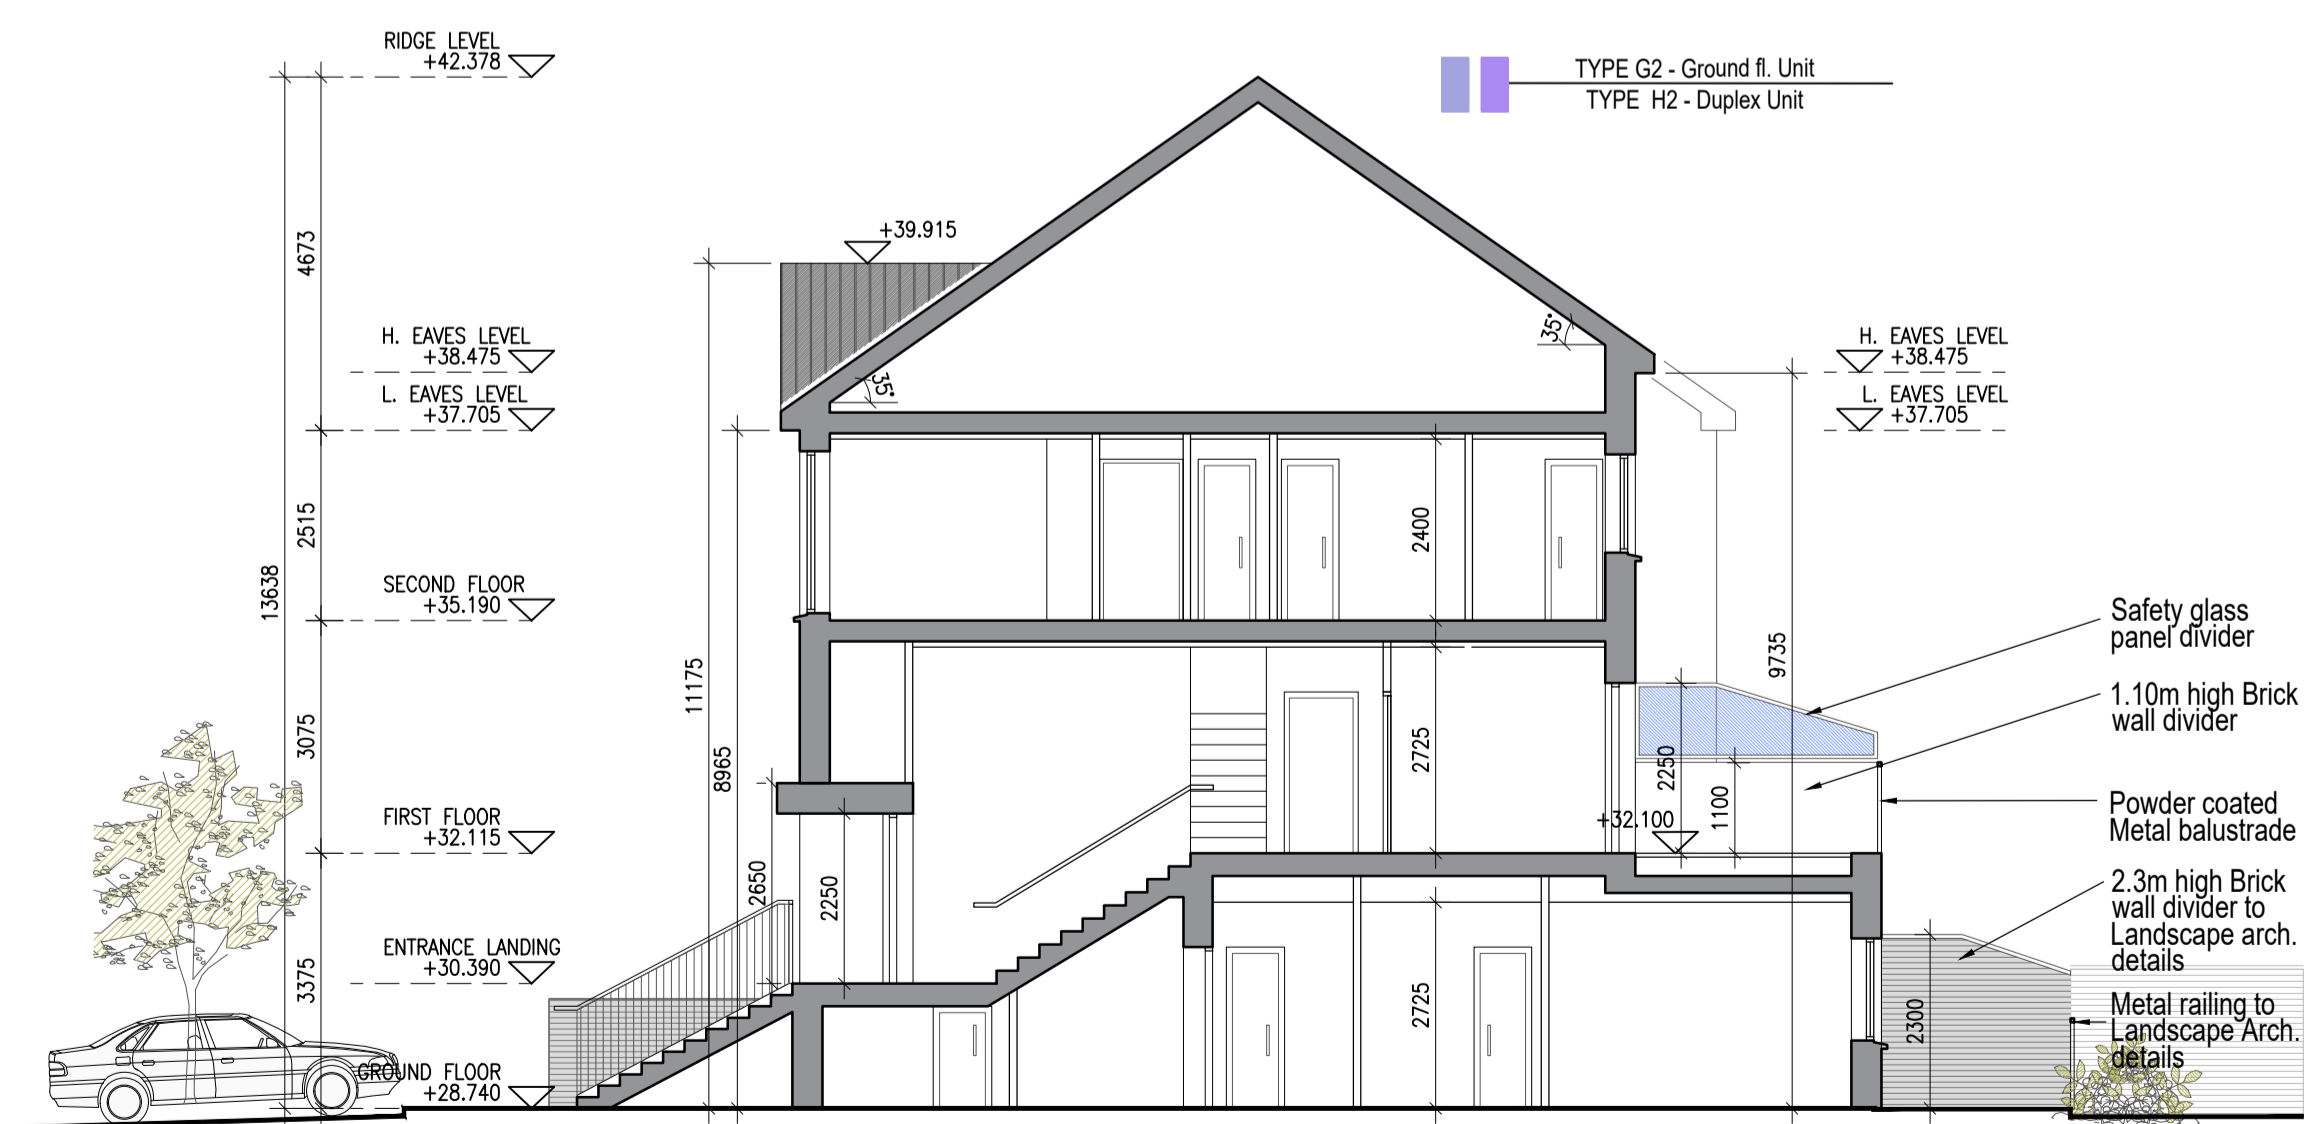 RIDGE LEVEL
+42.378
TYPE G2 - Ground fl. Unit
TYPE H2 - Duplex Unit
+39.915
4673
H. EAVES LEVEL
+38.475
L. EAVES LEVEL
+37.705
35°
35°
H. EAVES LEVEL
+38.475
L. EAVES LEVEL
+37.705
2515
13638
2400
SECOND FLOOR
+35.190
Safety glass
panel divider
11175
9735
1.10m high Brick
wall divider
3075
8965
2725
2250
1100
FIRST FLOOR
+32.115
+32.100
Powder coated
Metal balustrade
2650
2250
2.3m high Brick
wall divider to
Landscape arch.
details
ENTRANCE LANDING
+30.390
3375
2725
2300
Metal railing to
Landscape Arch.
details
GROUND FLOOR
+28.740